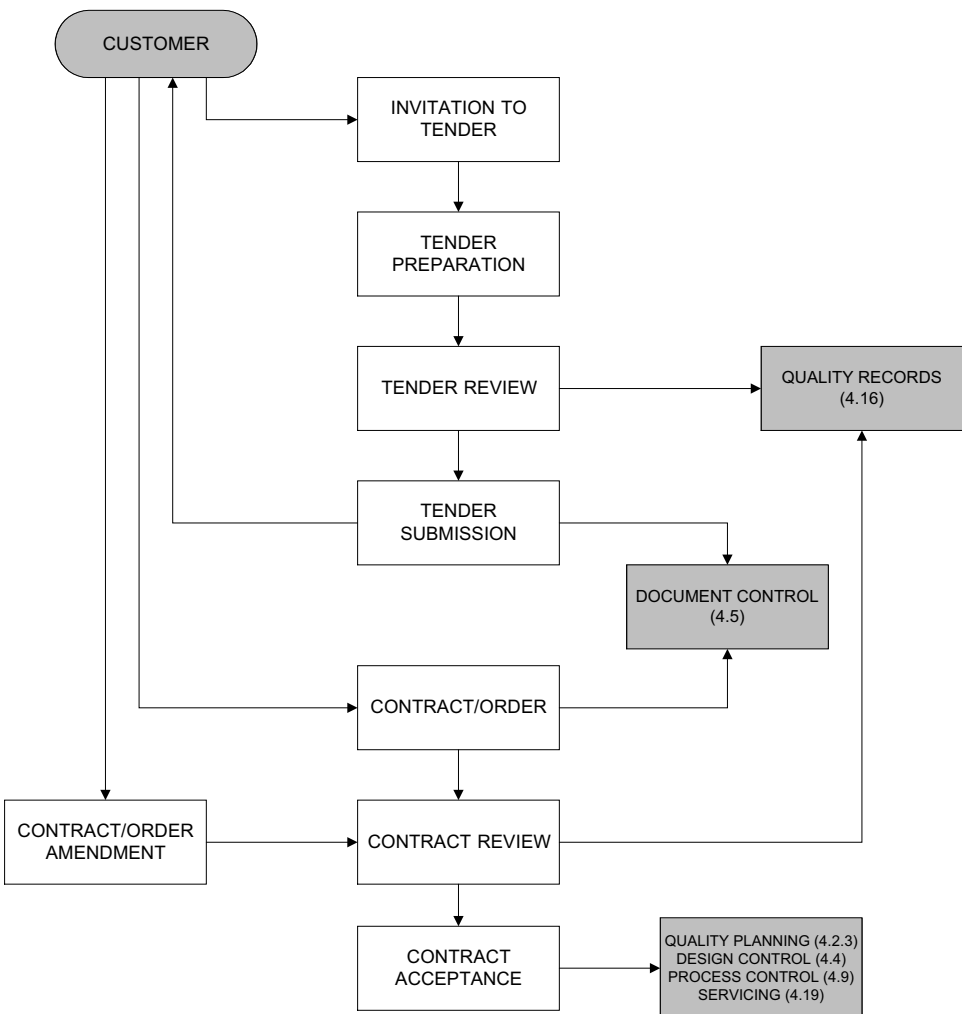 CUSTOMER
INVITATION TO
TENDER
TENDER
PREPARATION
TENDER REVIEW
QUALITY RECORDS
(4.16)
TENDER
SUBMISSION
DOCUMENT CONTROL
(4.5)
CONTRACT/ORDER
CONTRACT/ORDER
AMENDMENT
CONTRACT REVIEW
CONTRACT
ACCEPTANCE
QUALITY PLANNING (4.2.3)
DESIGN CONTROL (4.4)
PROCESS CONTROL (4.9)
SERVICING (4.19)